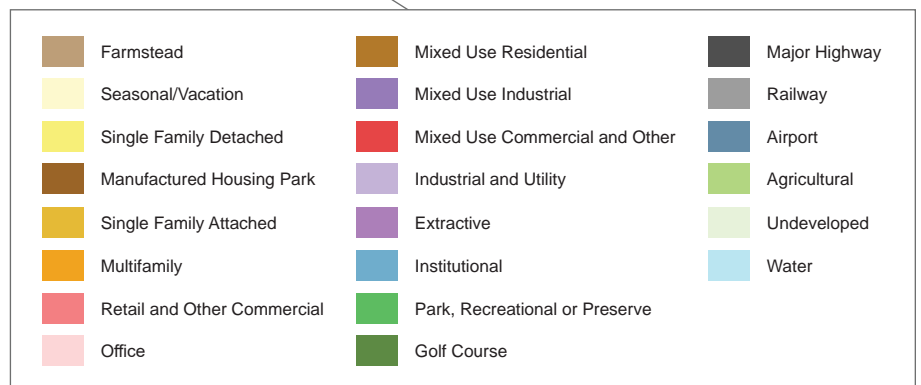 Farmstead
Seasonal/Vacation
Single Family Detached
Manufactured Housing Park
Single Family Attached
Multifamily
Retail and Other Commercial
Office
Mixed Use Residential
Mixed Use Industrial
Mixed Use Commercial and Other
Industrial and Utility
Extractive
Institutional
Park, Recreational or Preserve
Golf Course
Major Highway
Railway
Airport
Agricultural
Undeveloped
Water